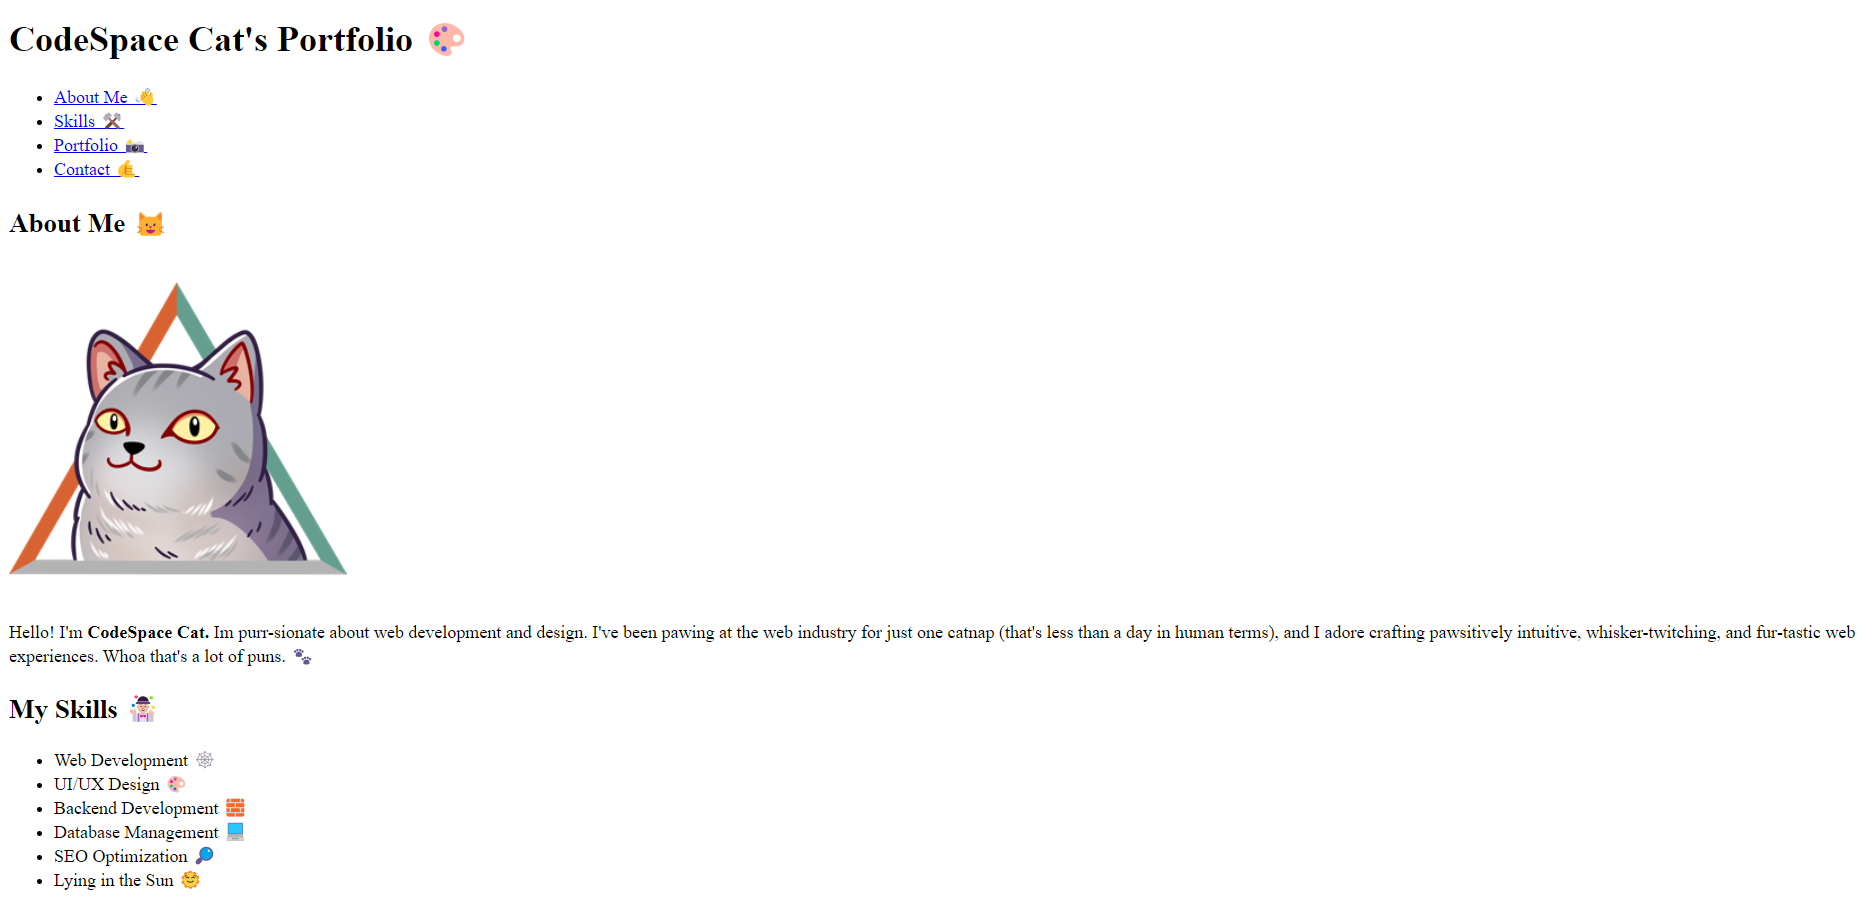 CodeSpace Cat's Portfolio 🎨
About Me 👋
Skills ⚒️
Portfolio 📸
Contact 👍
About Me 😺
Hello! I'm CodeSpace Cat. Im purr-sionate about web development and design. I've been pawing at the web industry for just one catnap (that's less than a day in human terms), and I adore crafting pawsitively intuitive, whisker-twitching, and fur-tastic web
experiences. Whoa that's a lot of puns. 🐾
My Skills 🤹
Web Development 🕸️
UI/UX Design 🎨
Backend Development 🧱
Database Management 💻
SEO Optimization 🔎
Lying in the Sun 🌞